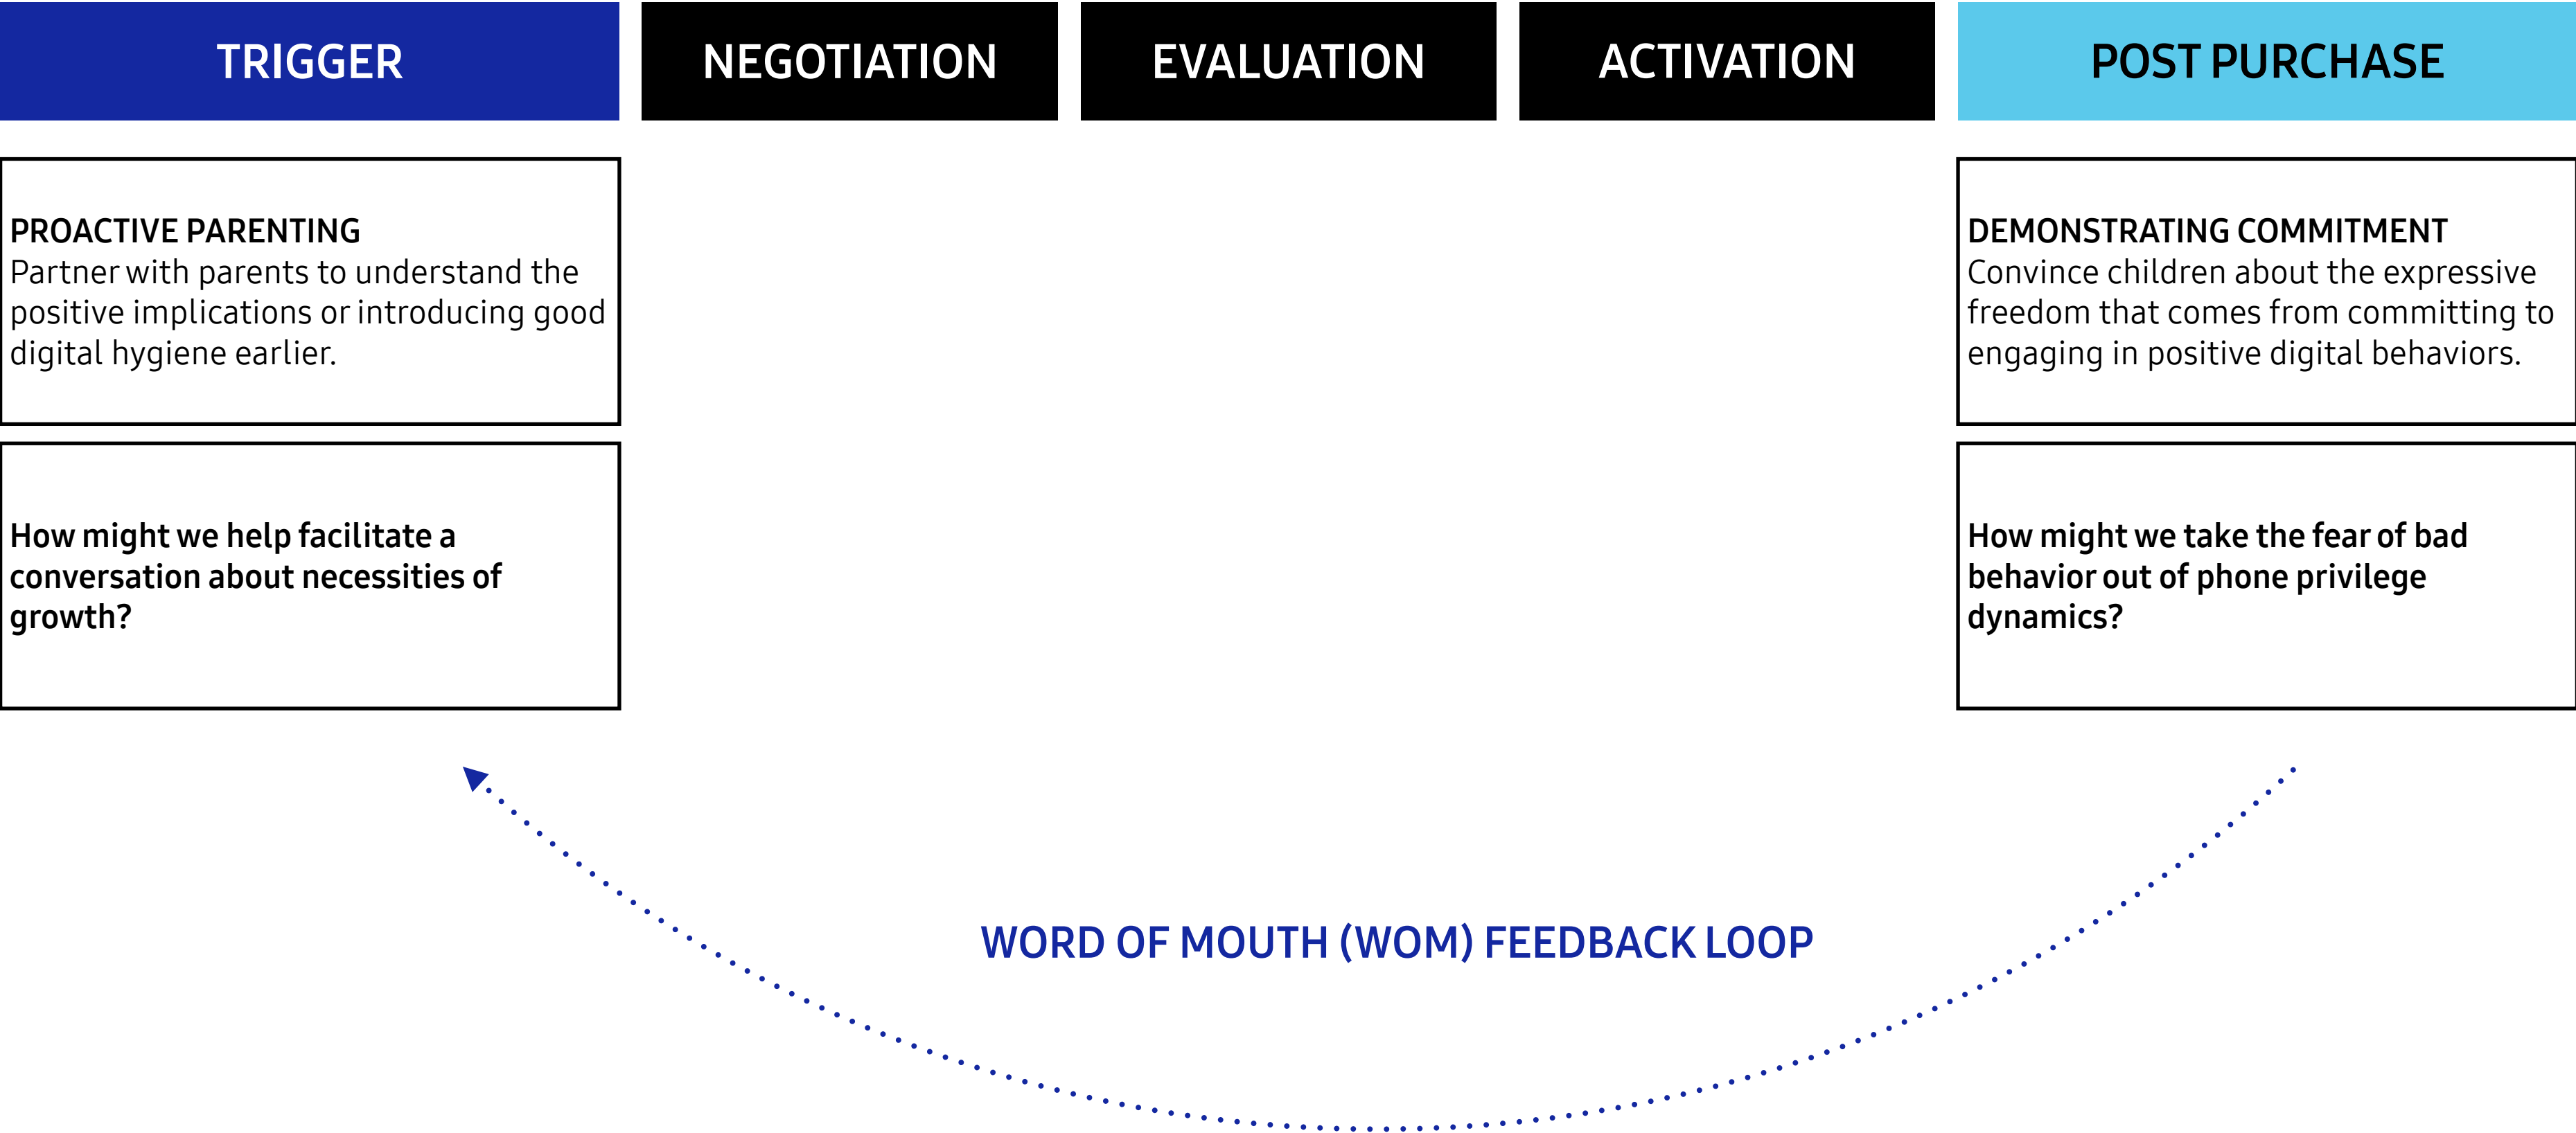 TRIGGER
NEGOTIATION
EVALUATION
ACTIVATION
POST PURCHASE
PROACTIVE PARENTING
Partner with parents to understand the
positive implications or introducing good
digital hygiene earlier.
DEMONSTRATING COMMITMENT
Convince children about the expressive
freedom that comes from committing to
engaging in positive digital behaviors.
How might we help facilitate a
conversation about necessities of
growth?
How might we take the fear of bad
behavior out of phone privilege
dynamics?
WORD OF MOUTH (WOM) FEEDBACK LOOP